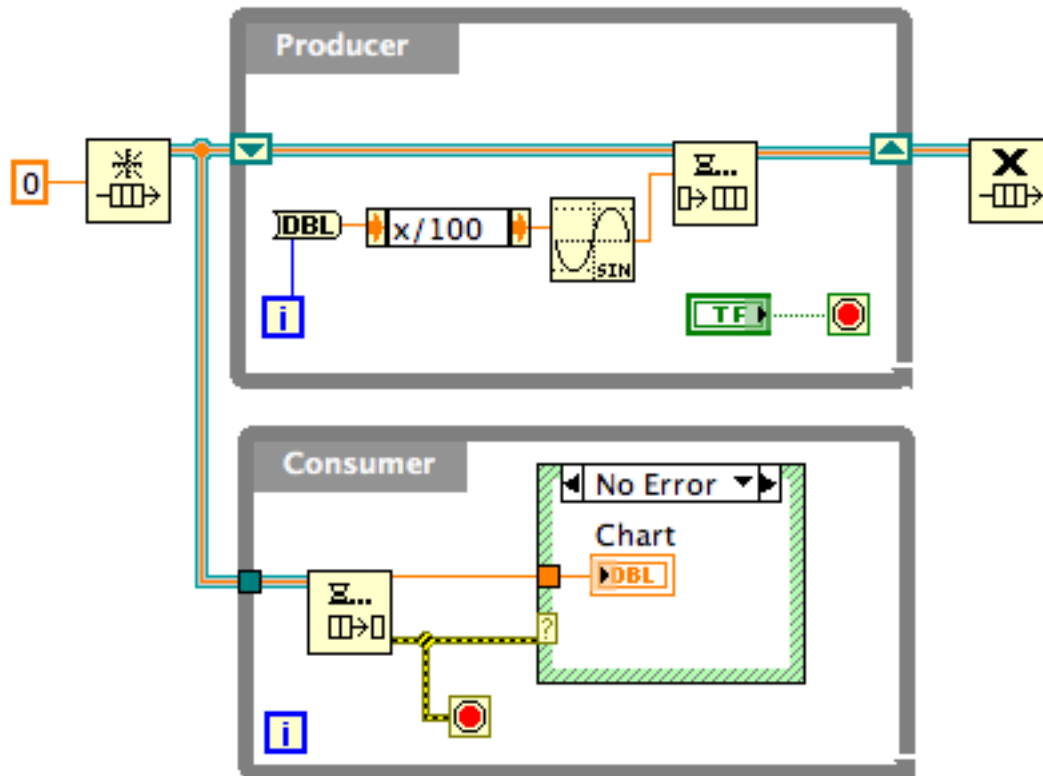 Producer
0
DBL
x/100
SIN
i
TF
Consumer
No Error
Chart
DBL
?
i